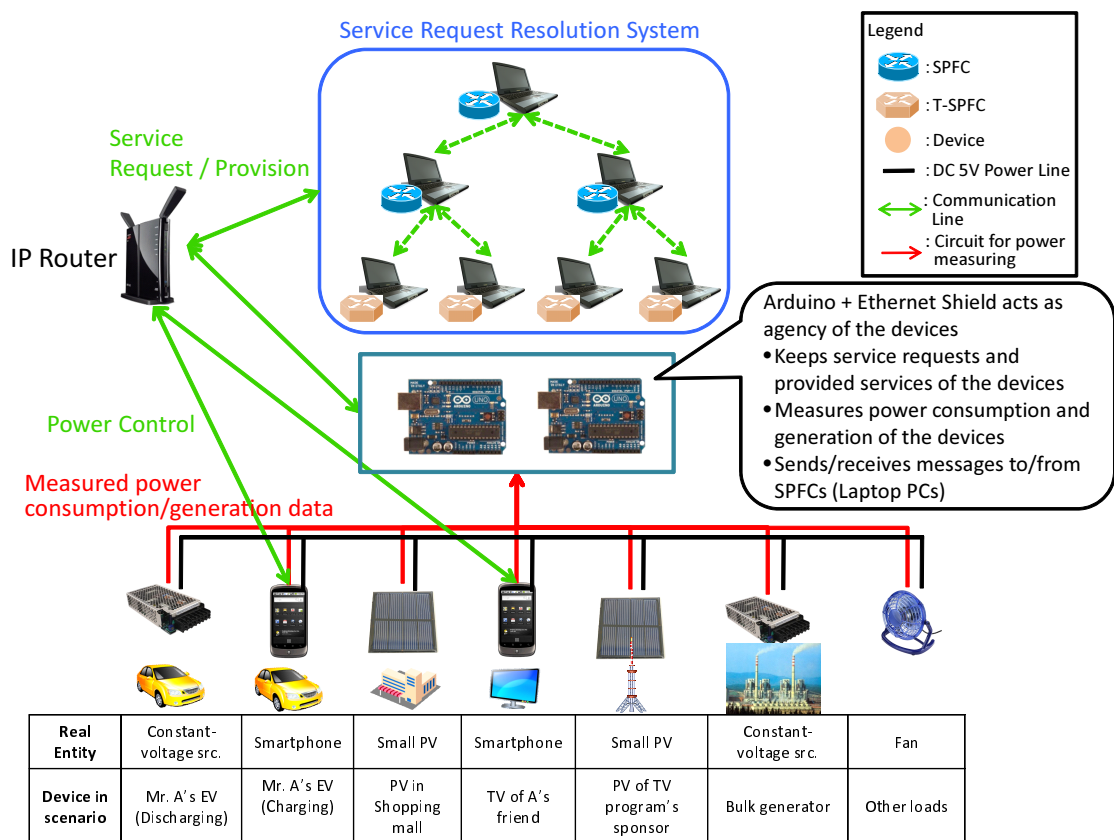 Service Request Resolution System
Legend
: SPFC
: T-SPFC
: Device
: DC 5V Power Line
: Communication
Line
: Circuit for power
measuring
Service
Request / Provision
IP Router
Arduino + Ethernet Shield acts as
agency of the devices
•Keeps service requests and
provided services of the devices
•Measures power consumption and
generation of the devices
•Sends/receives messages to/from
SPFCs (Laptop PCs)
UNO
ARDUINO
UNO
ARDUINO
Power Control
Measured power
consumption/generation data
Real
Entity
Constant-
voltage src.
Smartphone
Small PV
Smartphone
Small PV
Constant-
voltage src.
Fan
Device in
scenario
Mr. A's EV
(Discharging)
Mr. A's EV
(Charging)
PV in
Shopping
mall
TV of A's
friend
PV of TV
program's
sponsor
Bulk generator
Other loads